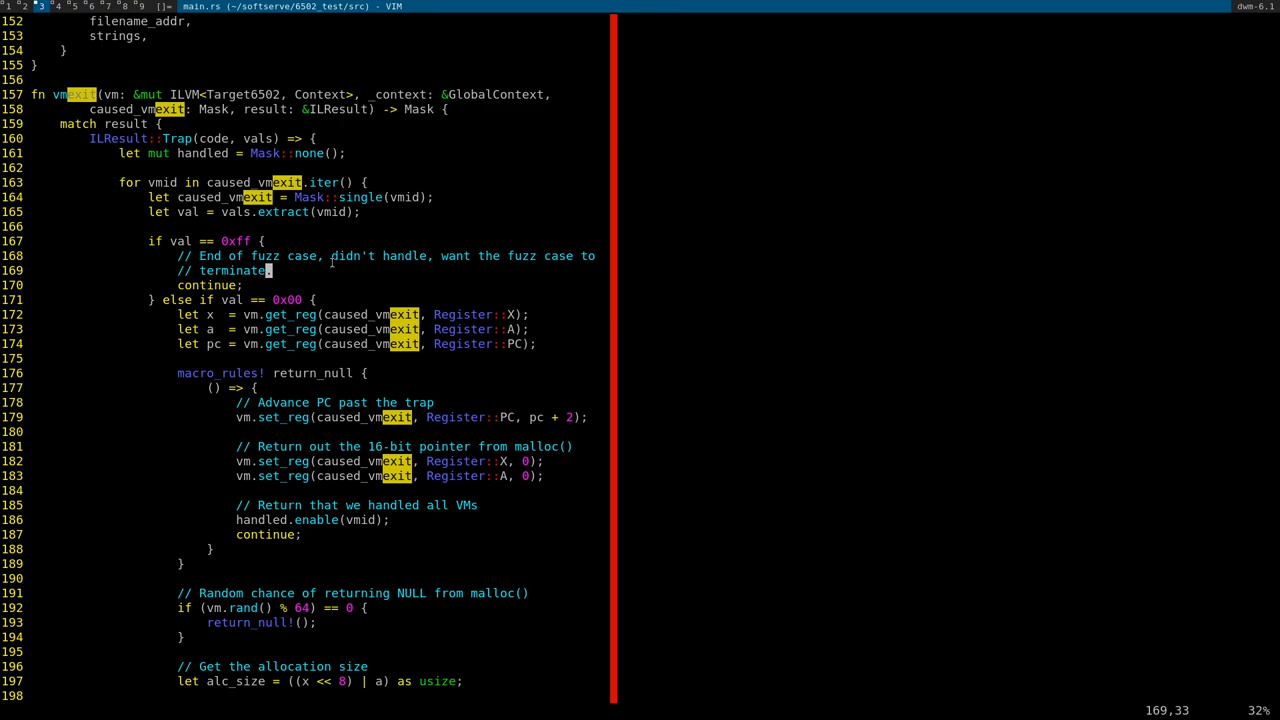 1 2 3 4 5 6 7 8 9 []= main.rs (~/softserve/6502_test/src) - VIM dwm-6.1
152         filename_addr,
153         strings,
154     }
155 }
156
157 fn vmexit(vm: &mut ILVM<Target6502, Context>, _context: &GlobalContext,
158         caused_vmexit: Mask, result: &ILResult) -> Mask {
159     match result {
160         ILResult::Trap(code, vals) => {
161             let mut handled = Mask::none();
162
163             for vmid in caused_vmexit.iter() {
164                 let caused_vmexit = Mask::single(vmid);
165                 let val = vals.extract(vmid);
166
167                 if val == 0xff {
168                     // End of fuzz case, didn't handle, want the fuzz case to
169                     // terminate.
170                     continue;
171                 } else if val == 0x00 {
172                     let x  = vm.get_reg(caused_vmexit, Register::X);
173                     let a  = vm.get_reg(caused_vmexit, Register::A);
174                     let pc = vm.get_reg(caused_vmexit, Register::PC);
175
176                     macro_rules! return_null {
177                         () => {
178                             // Advance PC past the trap
179                             vm.set_reg(caused_vmexit, Register::PC, pc + 2);
180
181                             // Return out the 16-bit pointer from malloc()
182                             vm.set_reg(caused_vmexit, Register::X, 0);
183                             vm.set_reg(caused_vmexit, Register::A, 0);
184
185                             // Return that we handled all VMs
186                             handled.enable(vmid);
187                             continue;
188                         }
189                     }
190
191                     // Random chance of returning NULL from malloc()
192                     if (vm.rand() % 64) == 0 {
193                         return_null!();
194                     }
195
196                     // Get the allocation size
197                     let alc_size = ((x << 8) | a) as usize;
198
169,33 32%